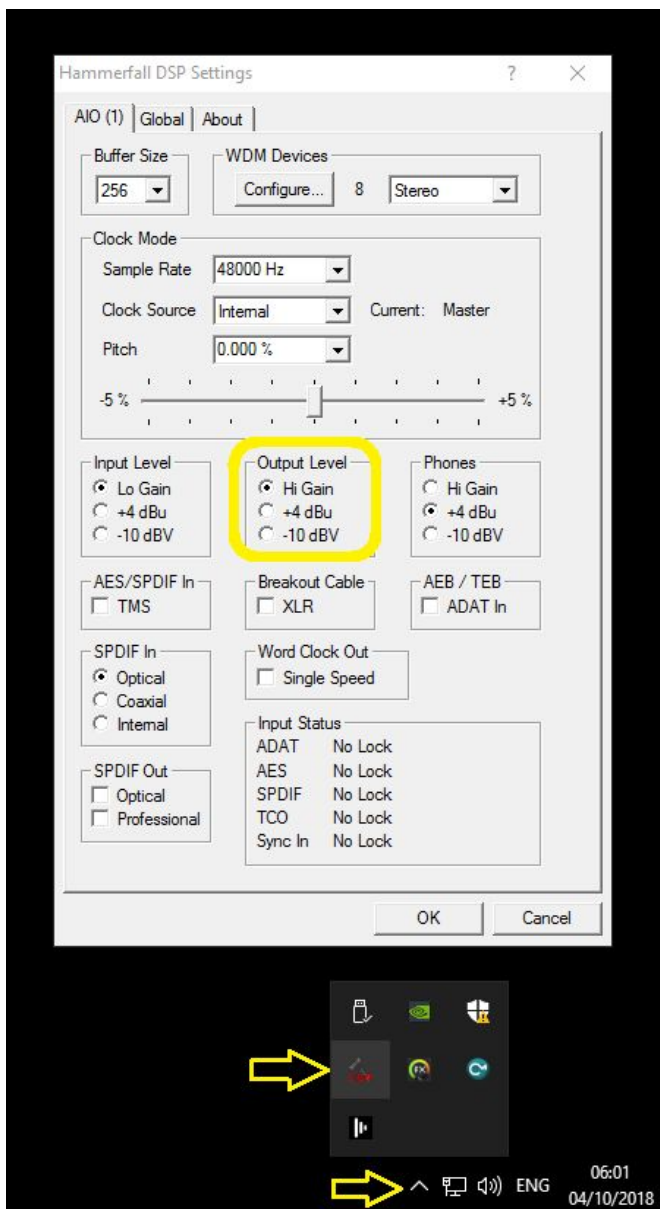 Hammerfall DSP Settings ?
AIO (1) Global About
Buffer Size
256
WDM Devices
Configure... 8 Stereo
Clock Mode
Sample Rate 48000 Hz
Clock Source Internal Current: Master
Pitch 0.000 %
-5 % +5 %
Input Level
Lo Gain
+4 dBu
-10 dBV
Output Level
Hi Gain
+4 dBu
-10 dBV
Phones
Hi Gain
+4 dBu
-10 dBV
AES/SPDIF In
TMS
Breakout Cable
XLR
AEB / TEB
ADAT In
SPDIF In
Optical
Coaxial
Internal
Word Clock Out
Single Speed
SPDIF Out
Optical
Professional
Input Status
ADAT No Lock
AES No Lock
SPDIF No Lock
TCO No Lock
Sync In No Lock
OK Cancel
FX
ENG
06:01
04/10/2018